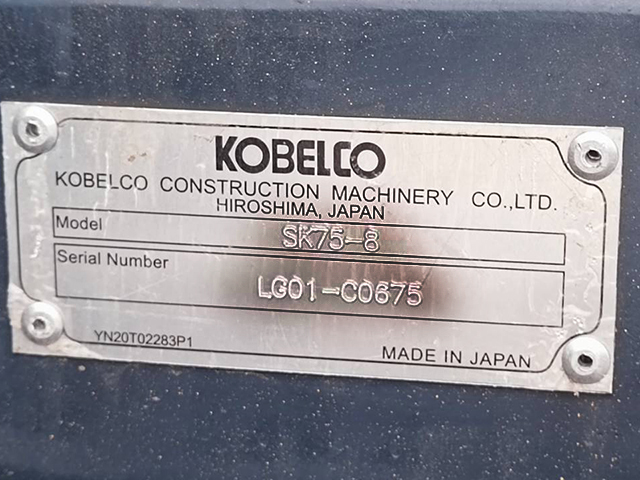 KOBELCO
KOBELCO CONSTRUCTION MACHINERY CO.,LTD.
HIROSHIMA, JAPAN
Model SK75-8
Serial Number LG01-C0675
YN20T02283P1 MADE IN JAPAN